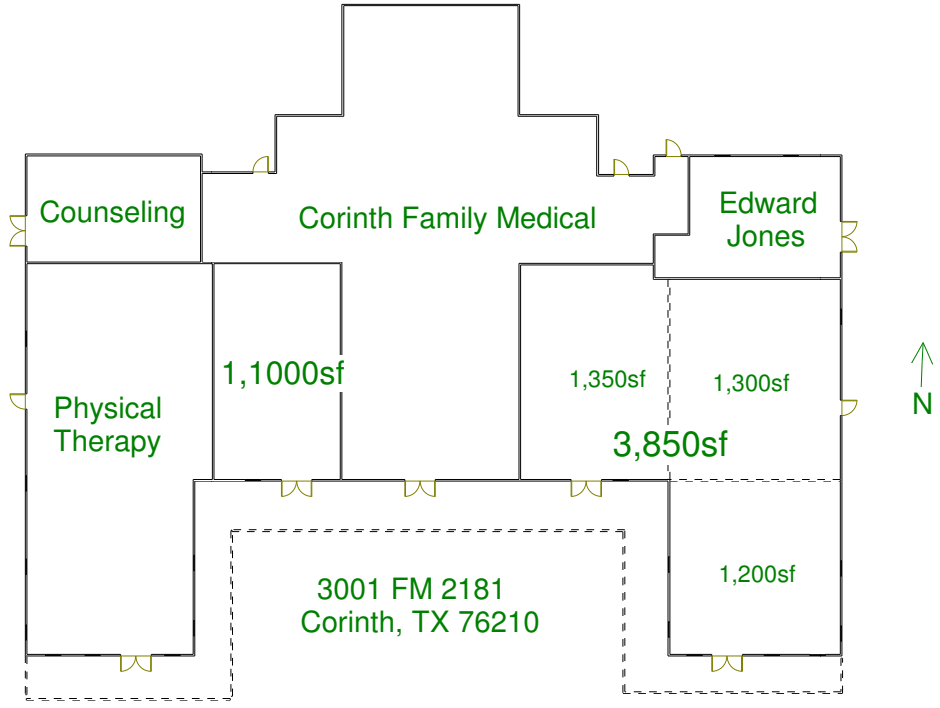 Counseling
Corinth Family Medical
Edward
Jones
1,1000sf
1,350sf
1,300sf
Physical
Therapy
N
3,850sf
1,200sf
3001 FM 2181
Corinth, TX 76210